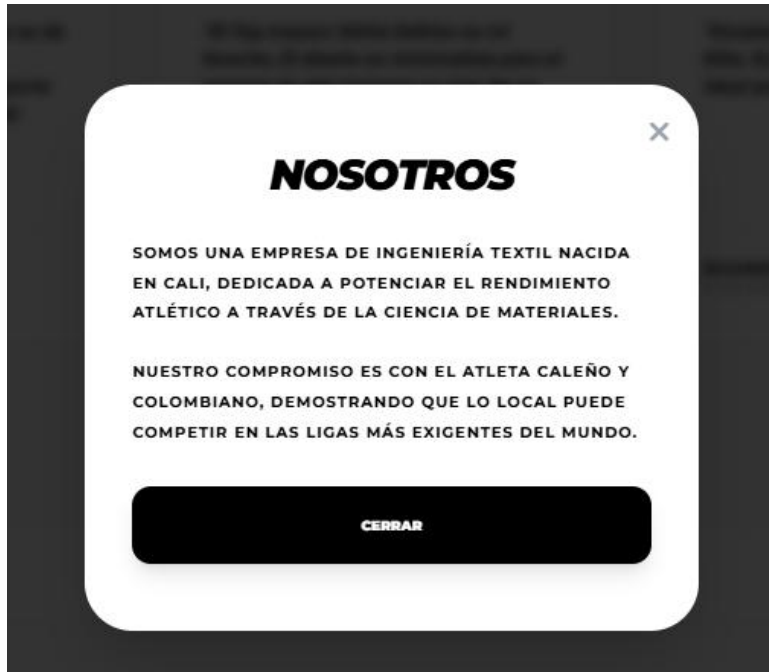 NOSOTROS
SOMOS UNA EMPRESA DE INGENIERÍA TEXTIL NACIDA
EN CALI, DEDICADA A POTENCIAR EL RENDIMIENTO
ATLÉTICO A TRAVÉS DE LA CIENCIA DE MATERIALES.
NUESTRO COMPROMISO ES CON EL ATLETA CALEÑO Y
COLOMBIANO, DEMOSTRANDO QUE LO LOCAL PUEDE
COMPETIR EN LAS LIGAS MÁS EXIGENTES DEL MUNDO.
CERRAR